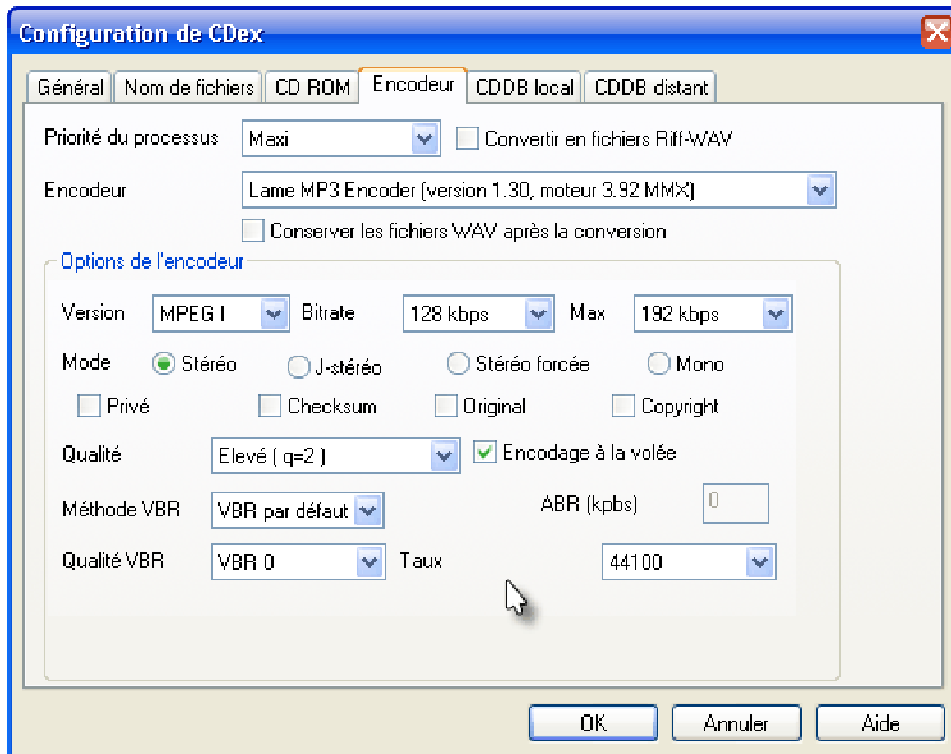 Configuration de CDex
Général Nom de fichiers CD ROM Encodeur CDDB local CDDB distant
Priorité du processus Maxi Convertir en fichiers Riff-WAV
Encodeur Lame MP3 Encoder (version 1.30, moteur 3.92 MMX)
Conserver les fichiers WAV après la conversion
Options de l'encodeur
Version MPEG I Bitrate 128 kbps Max 192 kbps
Mode Stéréo J-stéréo Stéréo forcée Mono
Privé Checksum Original Copyright
Qualité Elevé ( q=2 ) Encodage à la volée
Méthode VBR VBR par défaut ABR (kpbs) 0
Qualité VBR VBR 0 Taux 44100
OK Annuler Aide